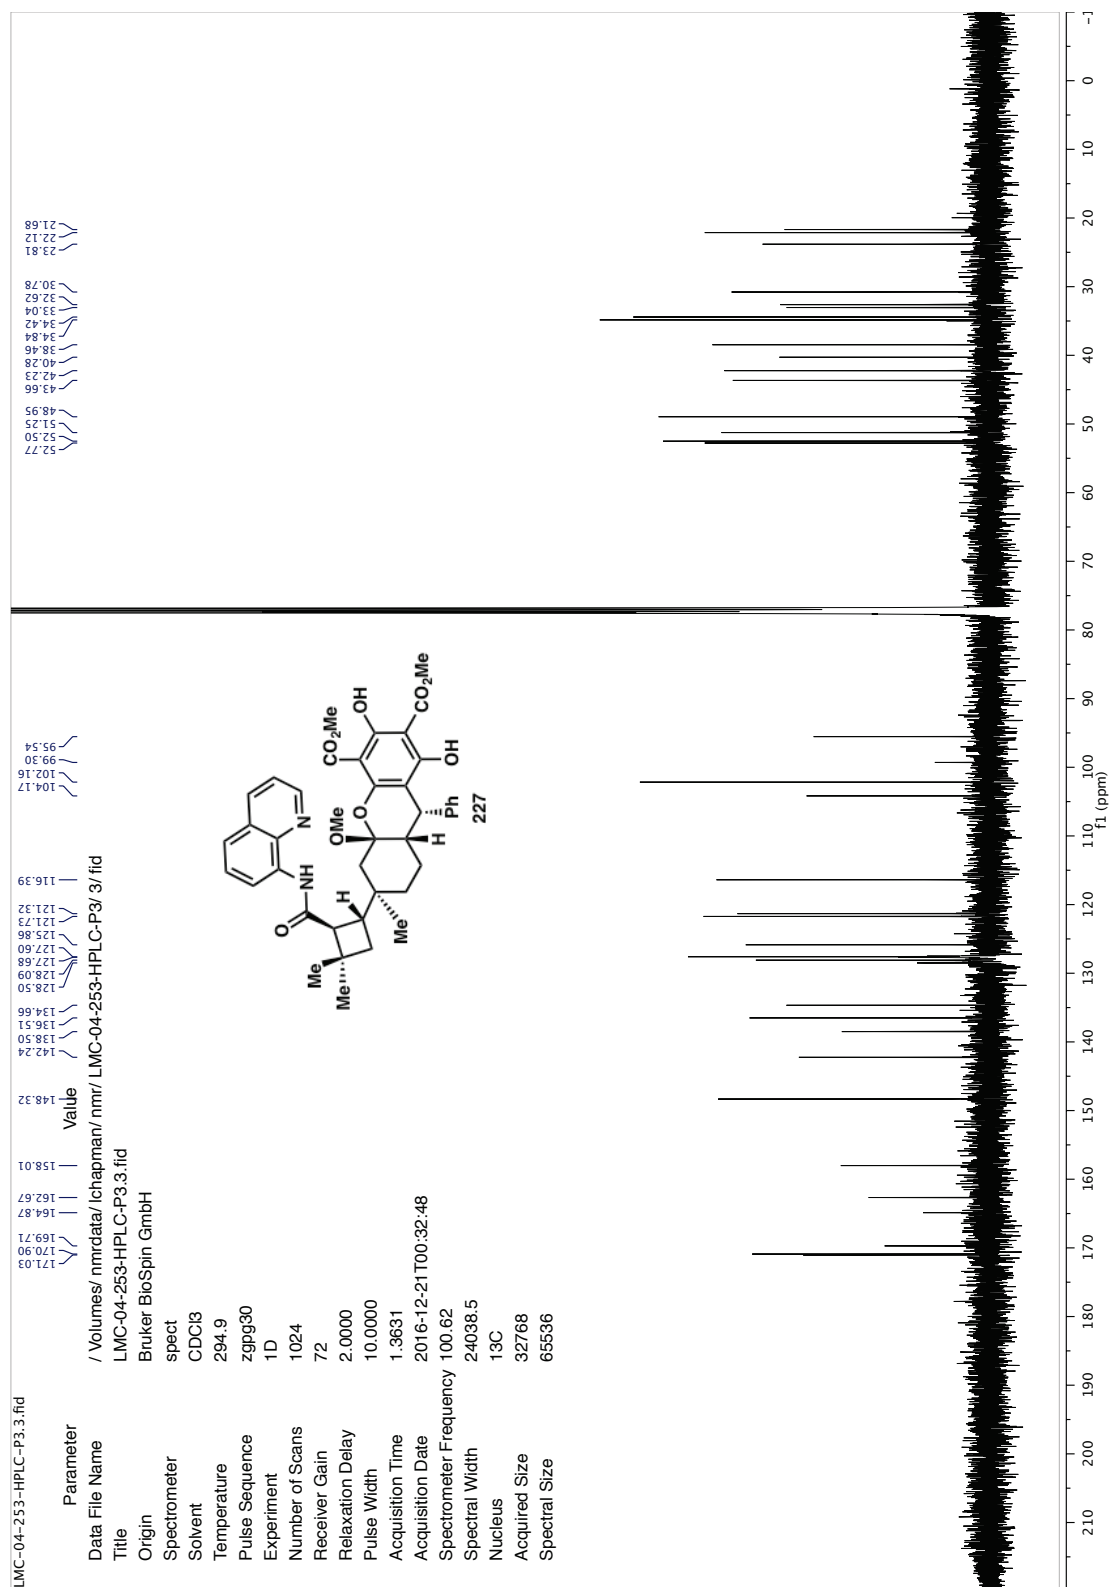 LMC-04-253-HPLC-P3.3.fid
Parameter Value
Data File Name / Volumes/ nmrdata/ lchapman/ nmr/ LMC-04-253-HPLC-P3/ 3/ fid
Title LMC-04-253-HPLC-P3.3.fid
Origin Bruker BioSpin GmbH
Spectrometer spect
Solvent CDCl3
Temperature 294.9
Pulse Sequence zgpg30
Experiment 1D
Number of Scans 1024
Receiver Gain 72
Relaxation Delay 2.0000
Pulse Width 10.0000
Acquisition Time 1.3631
Acquisition Date 2016-12-21T00:32:48
Spectrometer Frequency 100.62
Spectral Width 24038.5
Nucleus 13C
Acquired Size 32768
Spectral Size 65536
171.03
170.90
169.71
164.87
162.67
158.01
148.32
142.24
138.50
136.51
134.66
128.50
128.09
127.68
127.60
125.86
121.73
121.32
116.39
104.17
102.16
99.30
95.54
52.77
52.50
51.25
48.95
43.66
42.23
40.28
38.46
34.84
34.42
33.04
32.62
30.78
23.81
22.12
21.68
N
NH
O
Me
Me
H
Me
OMe
O
H
Ph
CO2Me
OH
CO2Me
OH
227
210 200 190 180 170 160 150 140 130 120 110 100 90 80 70 60 50 40 30 20 10 0 -1
f1 (ppm)